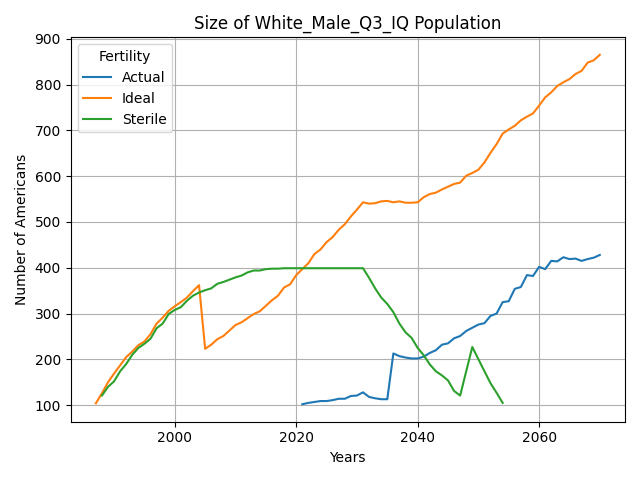 Size of White_Male_Q3_IQ Population
Fertility
Actual
Ideal
Sterile
Number of Americans
900
800
700
600
500
400
300
200
100
2000
2020
2040
2060
Years